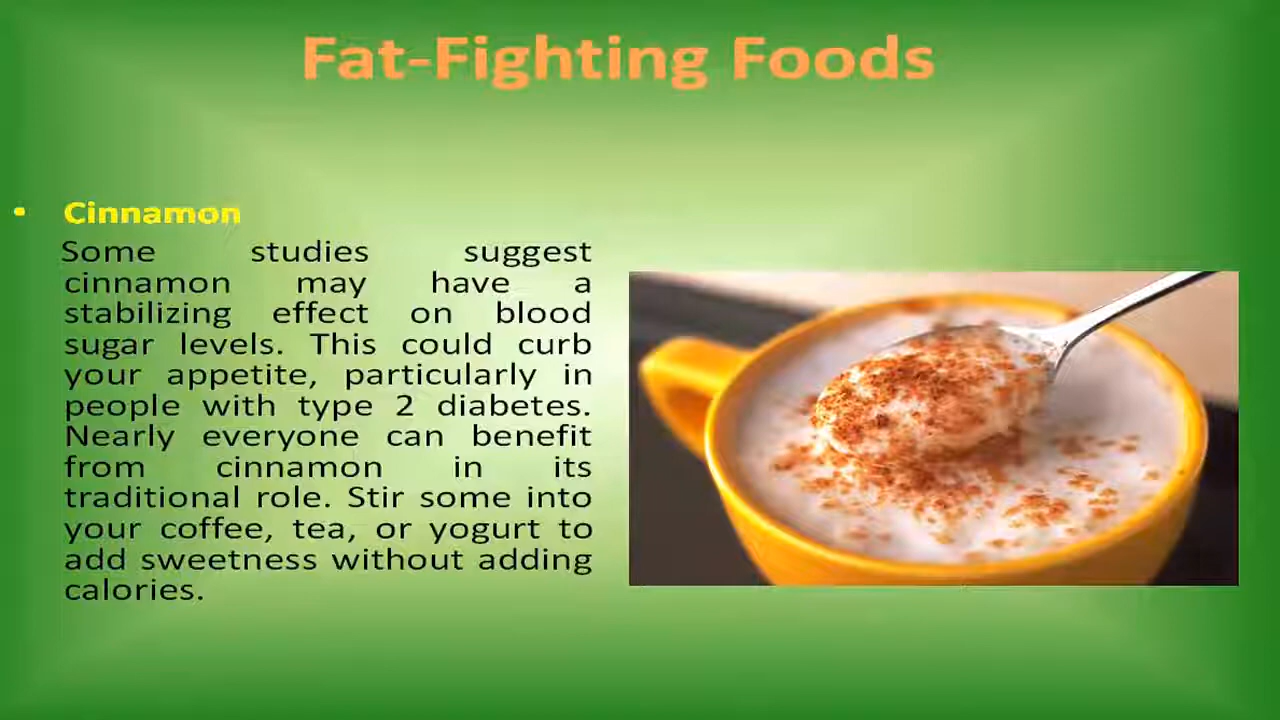 Fat-Fighting Foods
• Cinnamon
Some studies suggest
cinnamon may have a
stabilizing effect on blood
sugar levels. This could curb
your appetite, particularly in
people with type 2 diabetes.
Nearly everyone can benefit
from cinnamon in its
traditional role. Stir some into
your coffee, tea, or yogurt to
add sweetness without adding
calories.